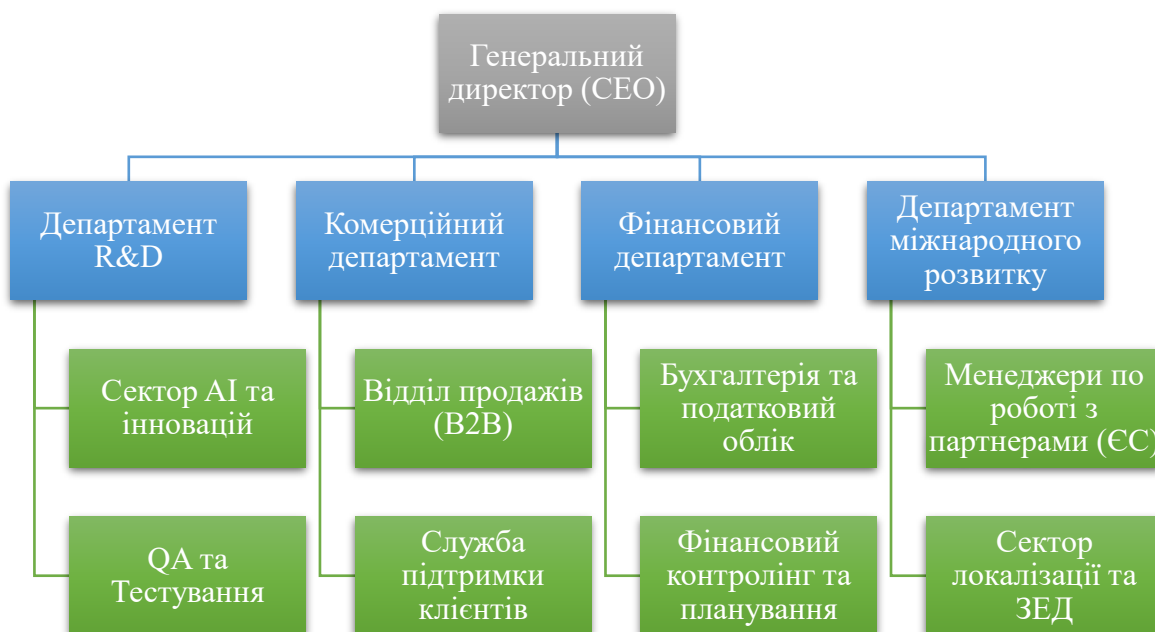 Генеральний
директор (CEO)
Департамент
R&D
Комерційний
департамент
Фінансовий
департамент
Департамент
міжнародного
розвитку
Сектор AI та
інновацій
Відділ продажів
(B2B)
Бухгалтерія та
податковий
облік
Менеджери по
роботі з
партнерами (ЄС)
QA та
Тестування
Служба
підтримки
клієнтів
Фінансовий
контролінг та
планування
Сектор
локалізації та
ЗЕД